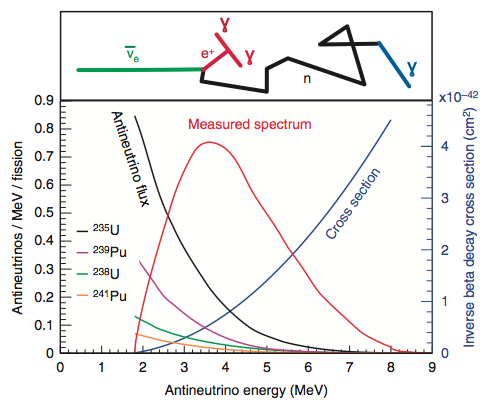 γ
ν̅e
e+
γ
γ
n
x10−42
0.9
0.8
0.7
0.6
0.5
0.4
0.3
0.2
0.1
0
Antineutrinos / MeV / fission
Antineutrino flux
Measured spectrum
Cross section
235U
239Pu
238U
241Pu
4
3
2
1
0
Inverse beta decay cross section (cm2)
0 1 2 3 4 5 6 7 8 9
Antineutrino energy (MeV)